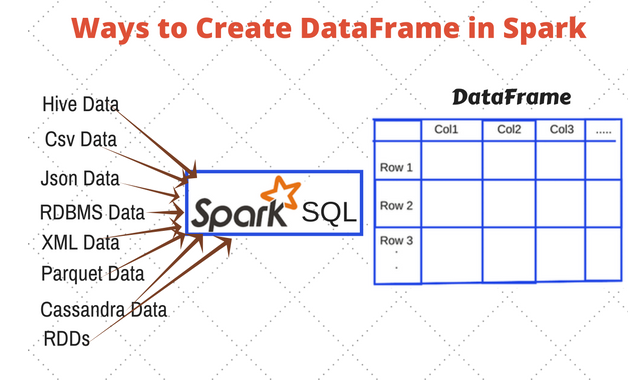 Ways to Create DataFrame in Spark
Hive Data
Csv Data
Json Data
RDBMS Data
XML Data
Parquet Data
Cassandra Data
RDDs
Spark SQL
DataFrame
Col1 Col2 Col3 .....
Row 1
Row 2
Row 3
.
.